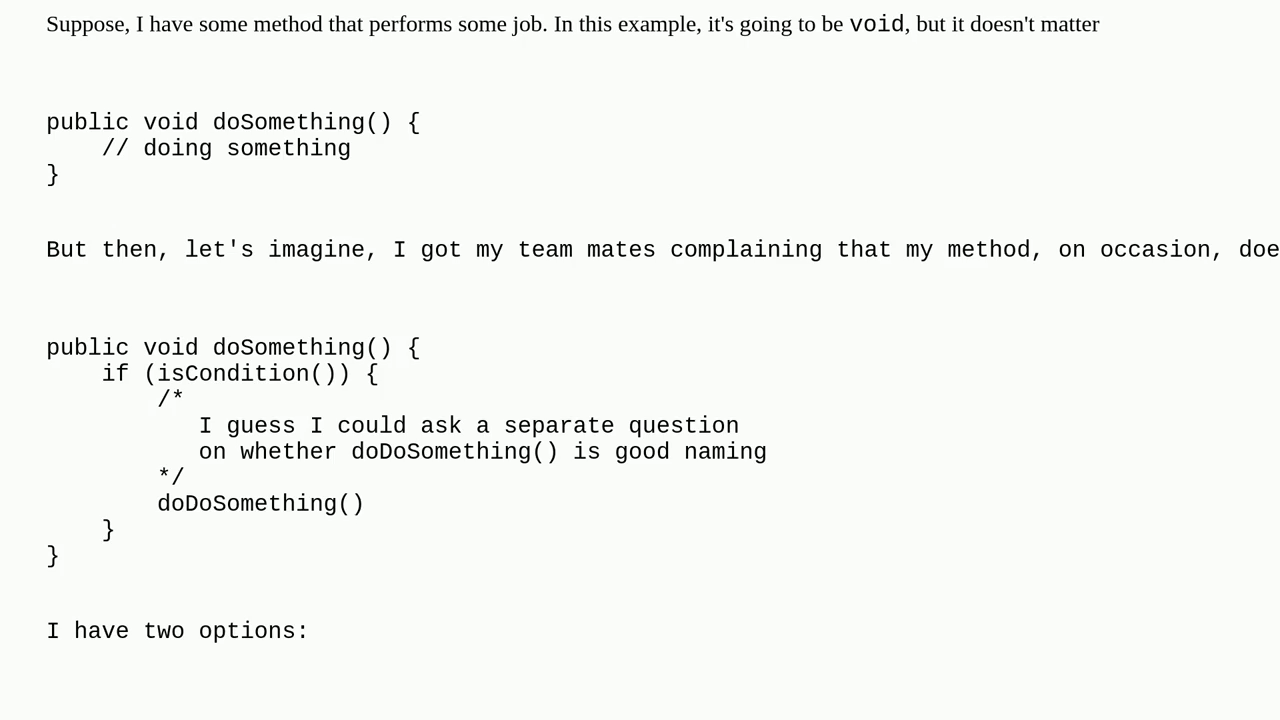 Suppose, I have some method that performs some job. In this example, it's going to be void, but it doesn't matter
public void doSomething() {
    // doing something
}
But then, let's imagine, I got my team mates complaining that my method, on occasion, doe
public void doSomething() {
    if (isCondition()) {
        /*
           I guess I could ask a separate question
           on whether doDoSomething() is good naming
        */
        doDoSomething()
    }
}
I have two options: